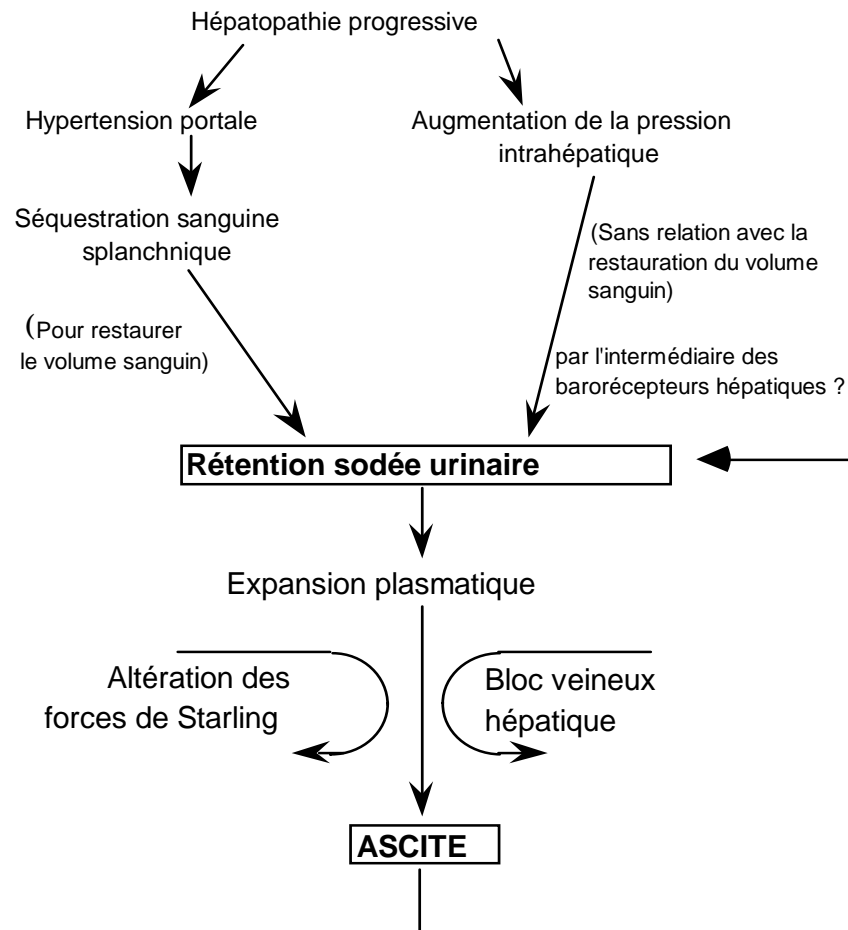 Hépatopathie progressive
Hypertension portale
Augmentation de la pression
intrahépatique
Séquestration sanguine
splanchnique
(Sans relation avec la
restauration du volume
sanguin)
(Pour restaurer
le volume sanguin)
par l'intermédiaire des
barorécepteurs hépatiques ?
Rétention sodée urinaire
Expansion plasmatique
Altération des
forces de Starling
Bloc veineux
hépatique
ASCITE